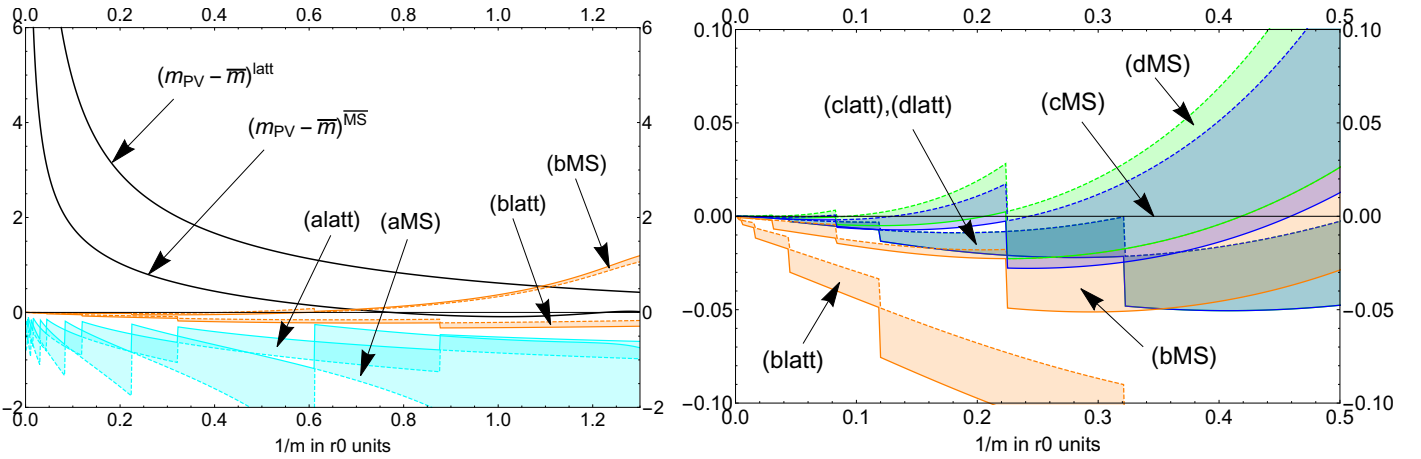 0.0 0.2 0.4 0.6 0.8 1.0 1.2
6 6
(m_PV − m̅)^latt
4 4
(m_PV − m̅)^M̅S̅
(bMS)
2 2
(blatt)
(alatt) (aMS)
0 0
−2 −2
0.0 0.2 0.4 0.6 0.8 1.0 1.2
1/m in r0 units
0.0 0.1 0.2 0.3 0.4 0.5
0.10 0.10
(dMS)
(clatt),(dlatt)
(cMS)
0.05 0.05
0.00 0.00
−0.05 −0.05
(blatt)
(bMS)
−0.10 −0.10
0.0 0.1 0.2 0.3 0.4 0.5
1/m in r0 units